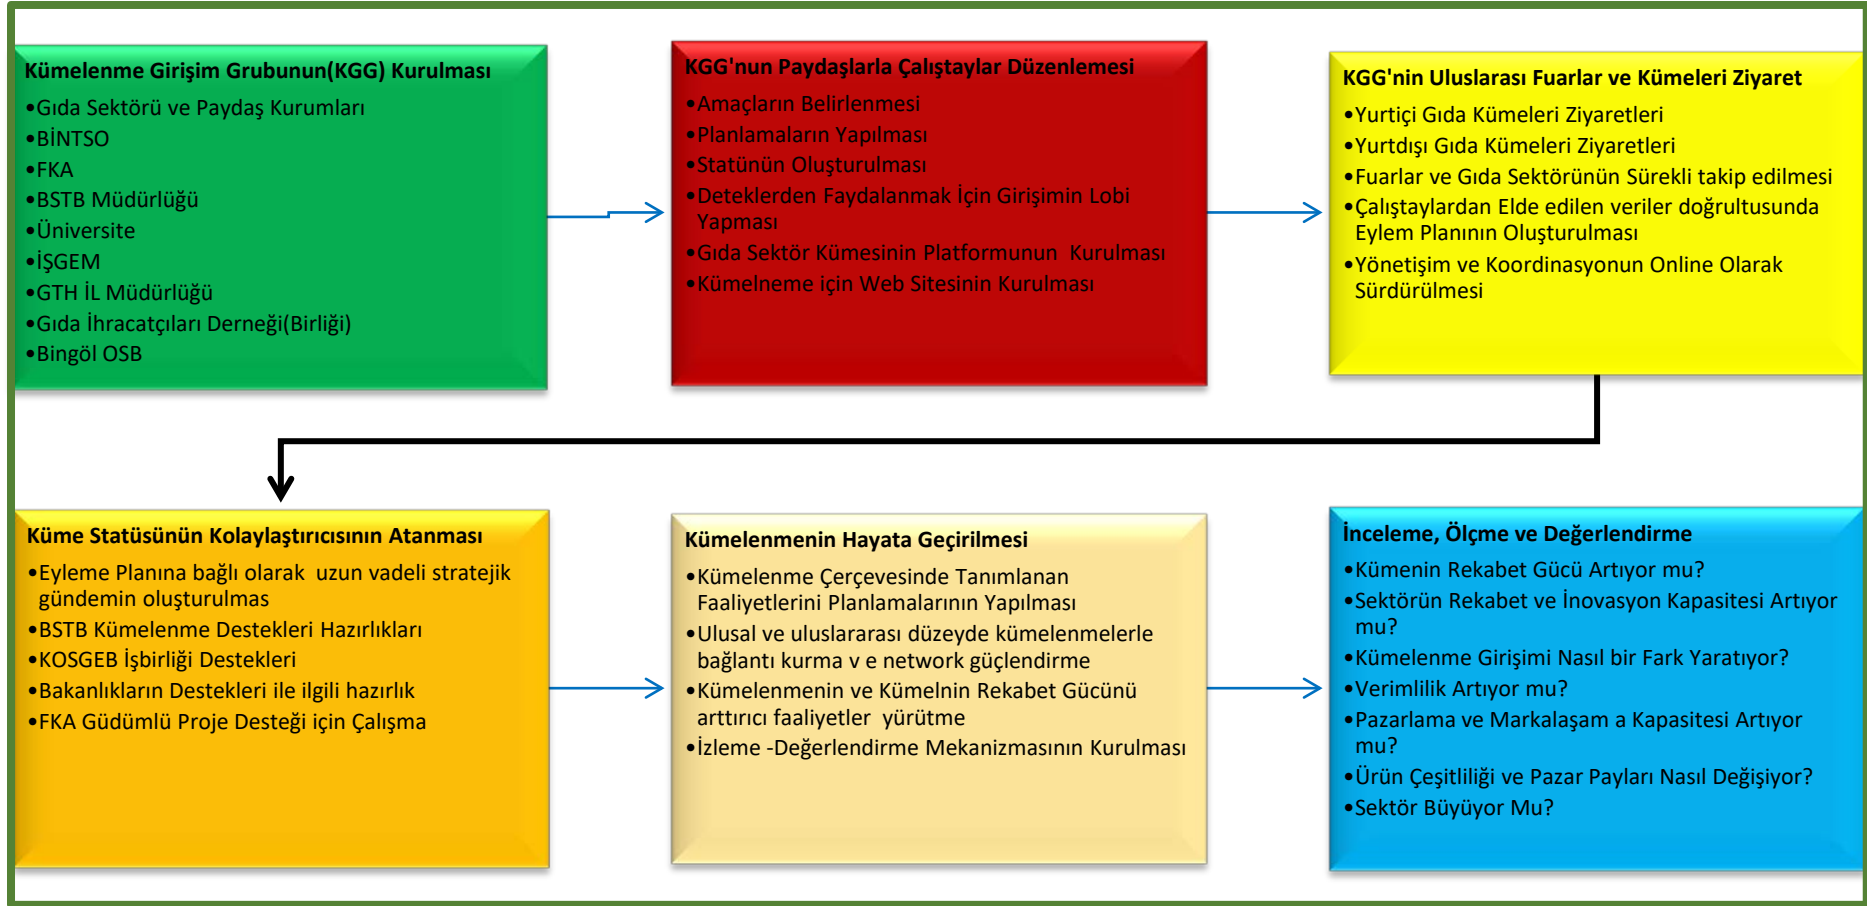 Kümelenme Girişim Grubunun(KGG) Kurulması
•Gıda Sektörü ve Paydaş Kurumları
•BİNTSO
•FKA
•BSTB Müdürlüğü
•Üniversite
•İŞGEM
•GTH İL Müdürlüğü
•Gıda İhracatçıları Derneği(Birliği)
•Bingöl OSB
KGG'nun Paydaşlarla Çalıştaylar Düzenlemesi
•Amaçların Belirlenmesi
•Planlamaların Yapılması
•Statünün Oluşturulması
•Deteklerden Faydalanmak İçin Girişimin Lobi
Yapması
•Gıda Sektör Kümesinin Platformunun Kurulması
•Kümelneme için Web Sitesinin Kurulması
KGG'nin Uluslarası Fuarlar ve Kümeleri Ziyaret
•Yurtiçi Gıda Kümeleri Ziyaretleri
•Yurtdışı Gıda Kümeleri Ziyaretleri
•Fuarlar ve Gıda Sektörünün Sürekli takip edilmesi
•Çalıştaylardan Elde edilen veriler doğrultusunda
Eylem Planının Oluşturulması
•Yönetişim ve Koordinasyonun Online Olarak
Sürdürülmesi
Küme Statüsünün Kolaylaştırıcısının Atanması
•Eyleme Planına bağlı olarak uzun vadeli stratejik
gündemin oluşturulmas
•BSTB Kümelenme Destekleri Hazırlıkları
•KOSGEB İşbirliği Destekleri
•Bakanlıkların Destekleri ile ilgili hazırlık
•FKA Güdümlü Proje Desteği için Çalışma
Kümelenmenin Hayata Geçirilmesi
•Kümelenme Çerçevesinde Tanımlanan
Faaliyetlerini Planlamalarının Yapılması
•Ulusal ve uluslararası düzeyde kümelenmelerle
bağlantı kurma v e network güçlendirme
•Kümelenmenin ve Kümelnin Rekabet Gücünü
arttırıcı faaliyetler yürütme
•İzleme -Değerlendirme Mekanizmasının Kurulması
İnceleme, Ölçme ve Değerlendirme
•Kümenin Rekabet Gücü Artıyor mu?
•Sektörün Rekabet ve İnovasyon Kapasitesi Artıyor
mu?
•Kümelenme Girişimi Nasıl bir Fark Yaratıyor?
•Verimlilik Artıyor mu?
•Pazarlama ve Markalaşam a Kapasitesi Artıyor
mu?
•Ürün Çeşitliliği ve Pazar Payları Nasıl Değişiyor?
•Sektör Büyüyor Mu?